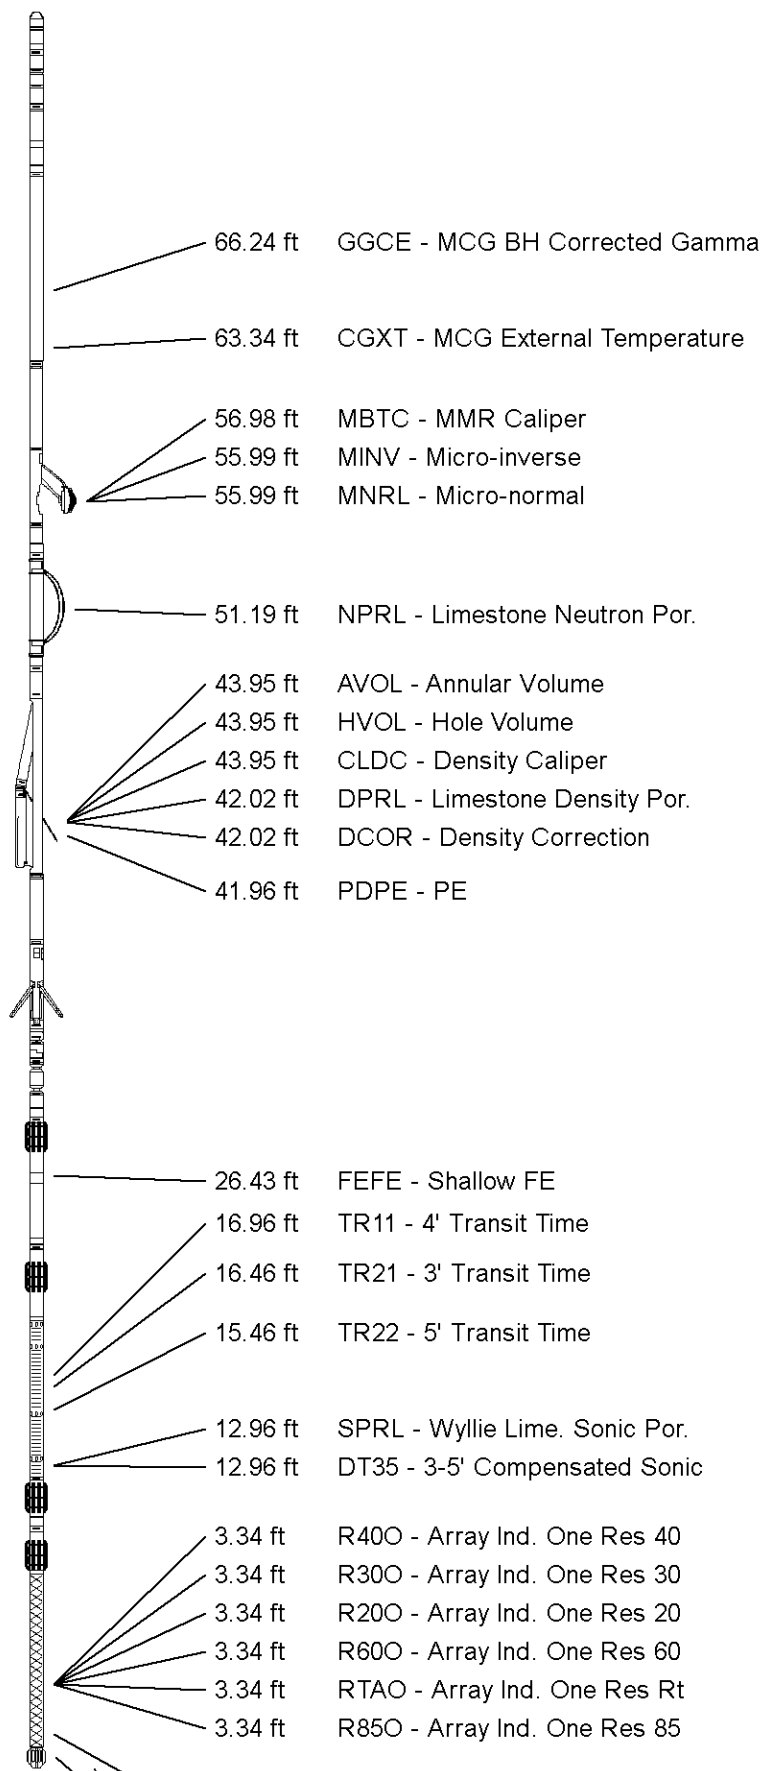 66.24 ft GGCE - MCG BH Corrected Gamma
63.34 ft CGXT - MCG External Temperature
56.98 ft MBTC - MMR Caliper
55.99 ft MINV - Micro-inverse
55.99 ft MNRL - Micro-normal
51.19 ft NPRL - Limestone Neutron Por.
43.95 ft AVOL - Annular Volume
43.95 ft HVOL - Hole Volume
43.95 ft CLDC - Density Caliper
42.02 ft DPRL - Limestone Density Por.
42.02 ft DCOR - Density Correction
41.96 ft PDPE - PE
26.43 ft FEFE - Shallow FE
16.96 ft TR11 - 4' Transit Time
16.46 ft TR21 - 3' Transit Time
15.46 ft TR22 - 5' Transit Time
12.96 ft SPRL - Wyllie Lime. Sonic Por.
12.96 ft DT35 - 3-5' Compensated Sonic
3.34 ft R40O - Array Ind. One Res 40
3.34 ft R30O - Array Ind. One Res 30
3.34 ft R20O - Array Ind. One Res 20
3.34 ft R60O - Array Ind. One Res 60
3.34 ft RTAO - Array Ind. One Res Rt
3.34 ft R85O - Array Ind. One Res 85